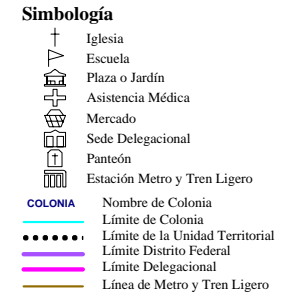 Simbología
Iglesia
Escuela
Plaza o Jardín
Asistencia Médica
Mercado
Sede Delegacional
Panteón
Estación Metro y Tren Ligero
COLONIA Nombre de Colonia
Límite de Colonia
Límite de la Unidad Territorial
Límite Distrito Federal
Límite Delegacional
Línea de Metro y Tren Ligero